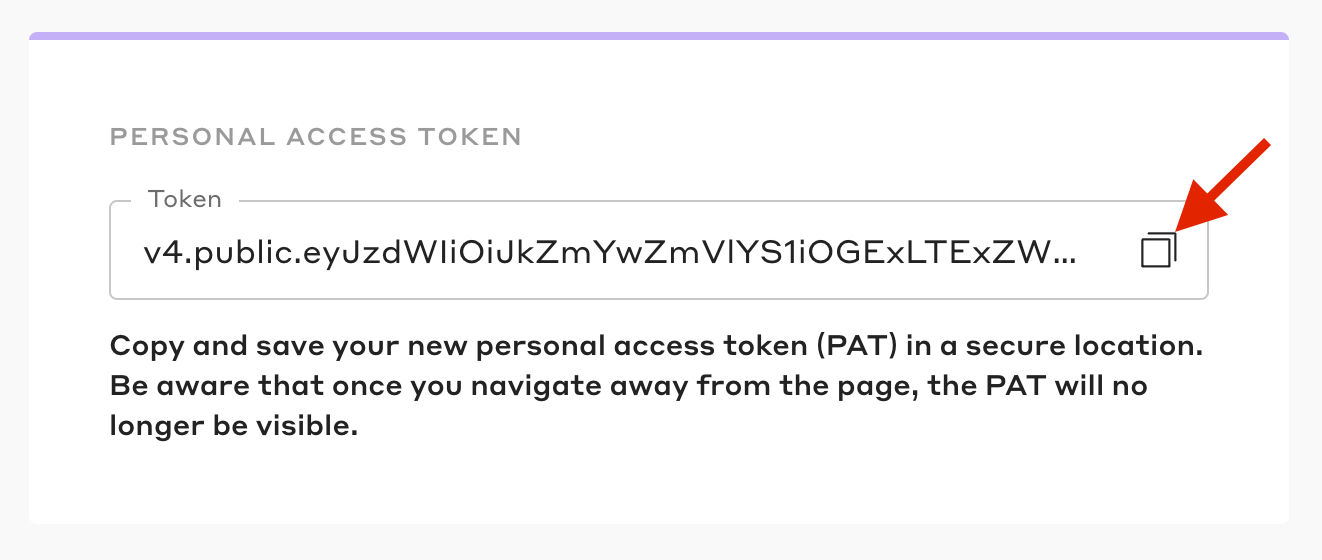 PERSONAL ACCESS TOKEN
Token
v4.public.eyJzdWIiOiJkZmYwZmVlYS1iOGExLTExZW...
Copy and save your new personal access token (PAT) in a secure location.
Be aware that once you navigate away from the page, the PAT will no
longer be visible.